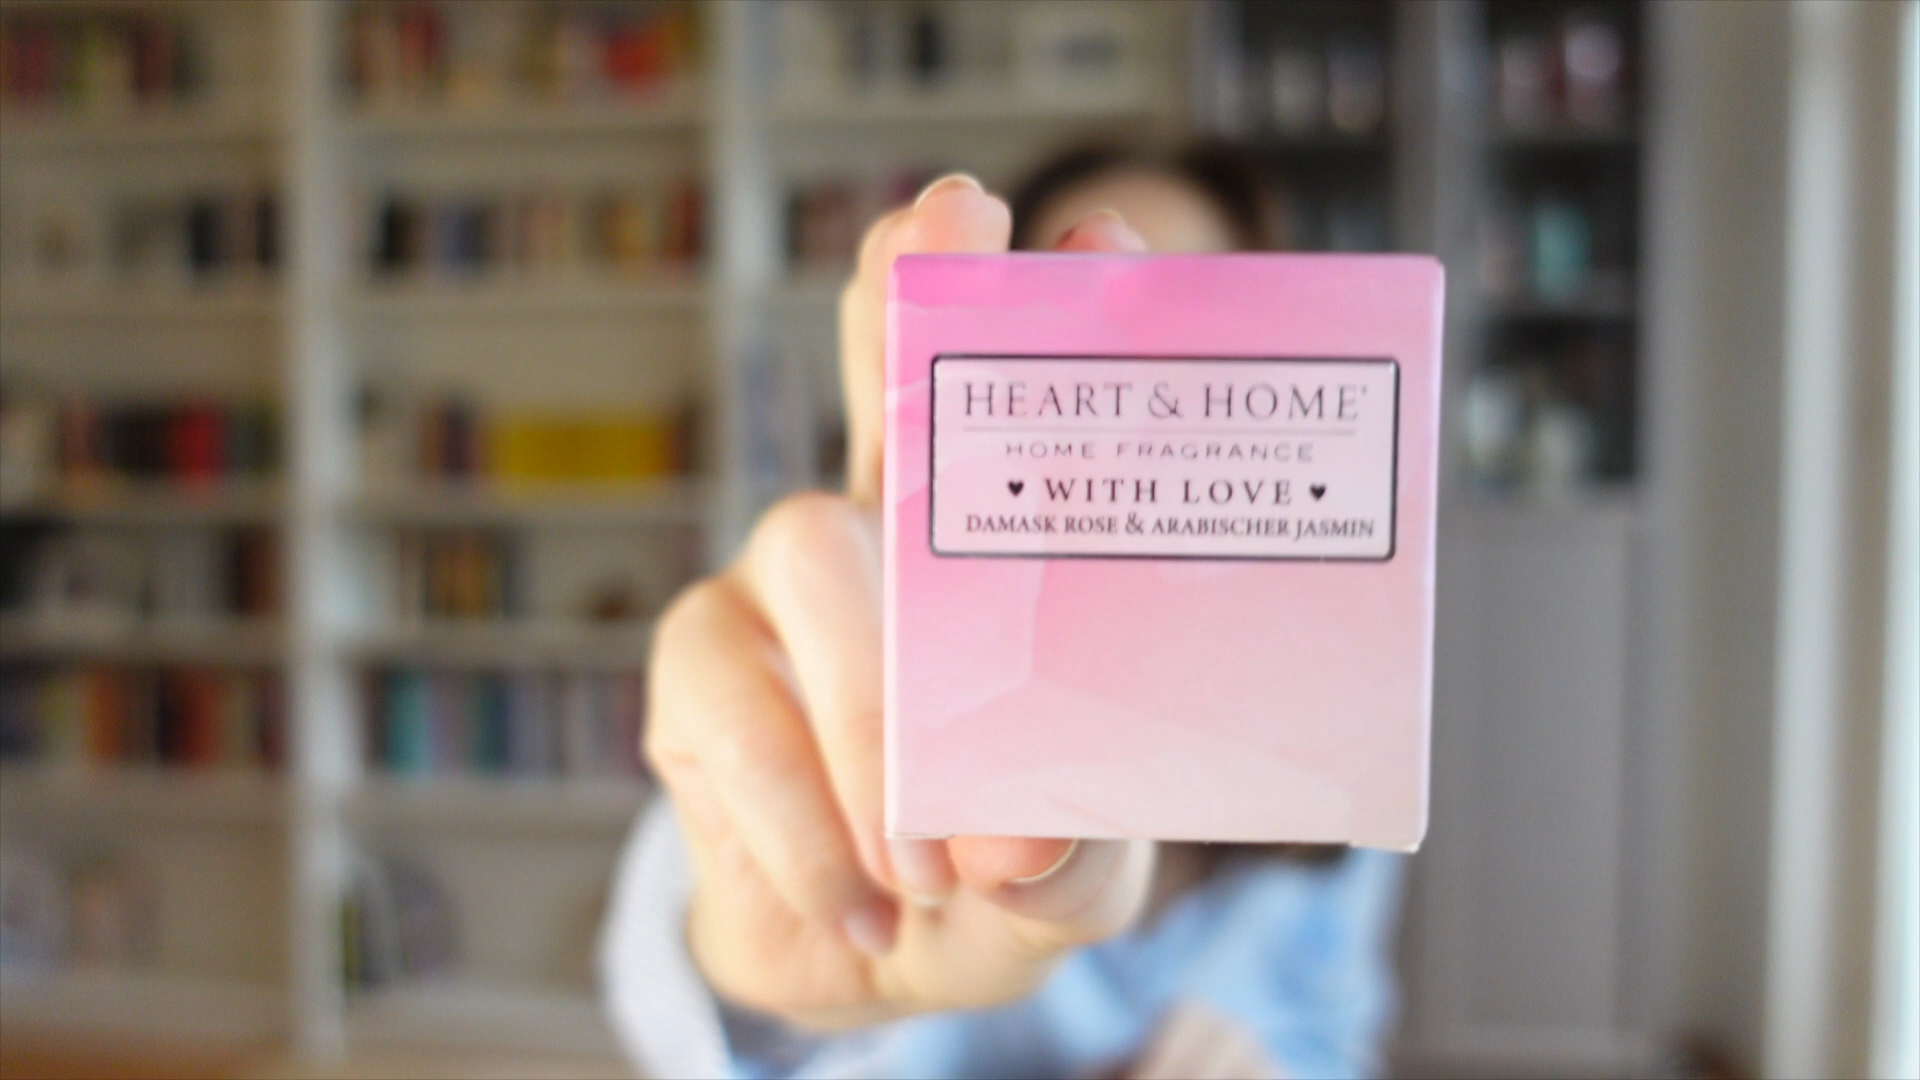 HEART & HOME
HOME FRAGRANCE
♥ WITH LOVE ♥
DAMASK ROSE & ARABISCHER JASMIN